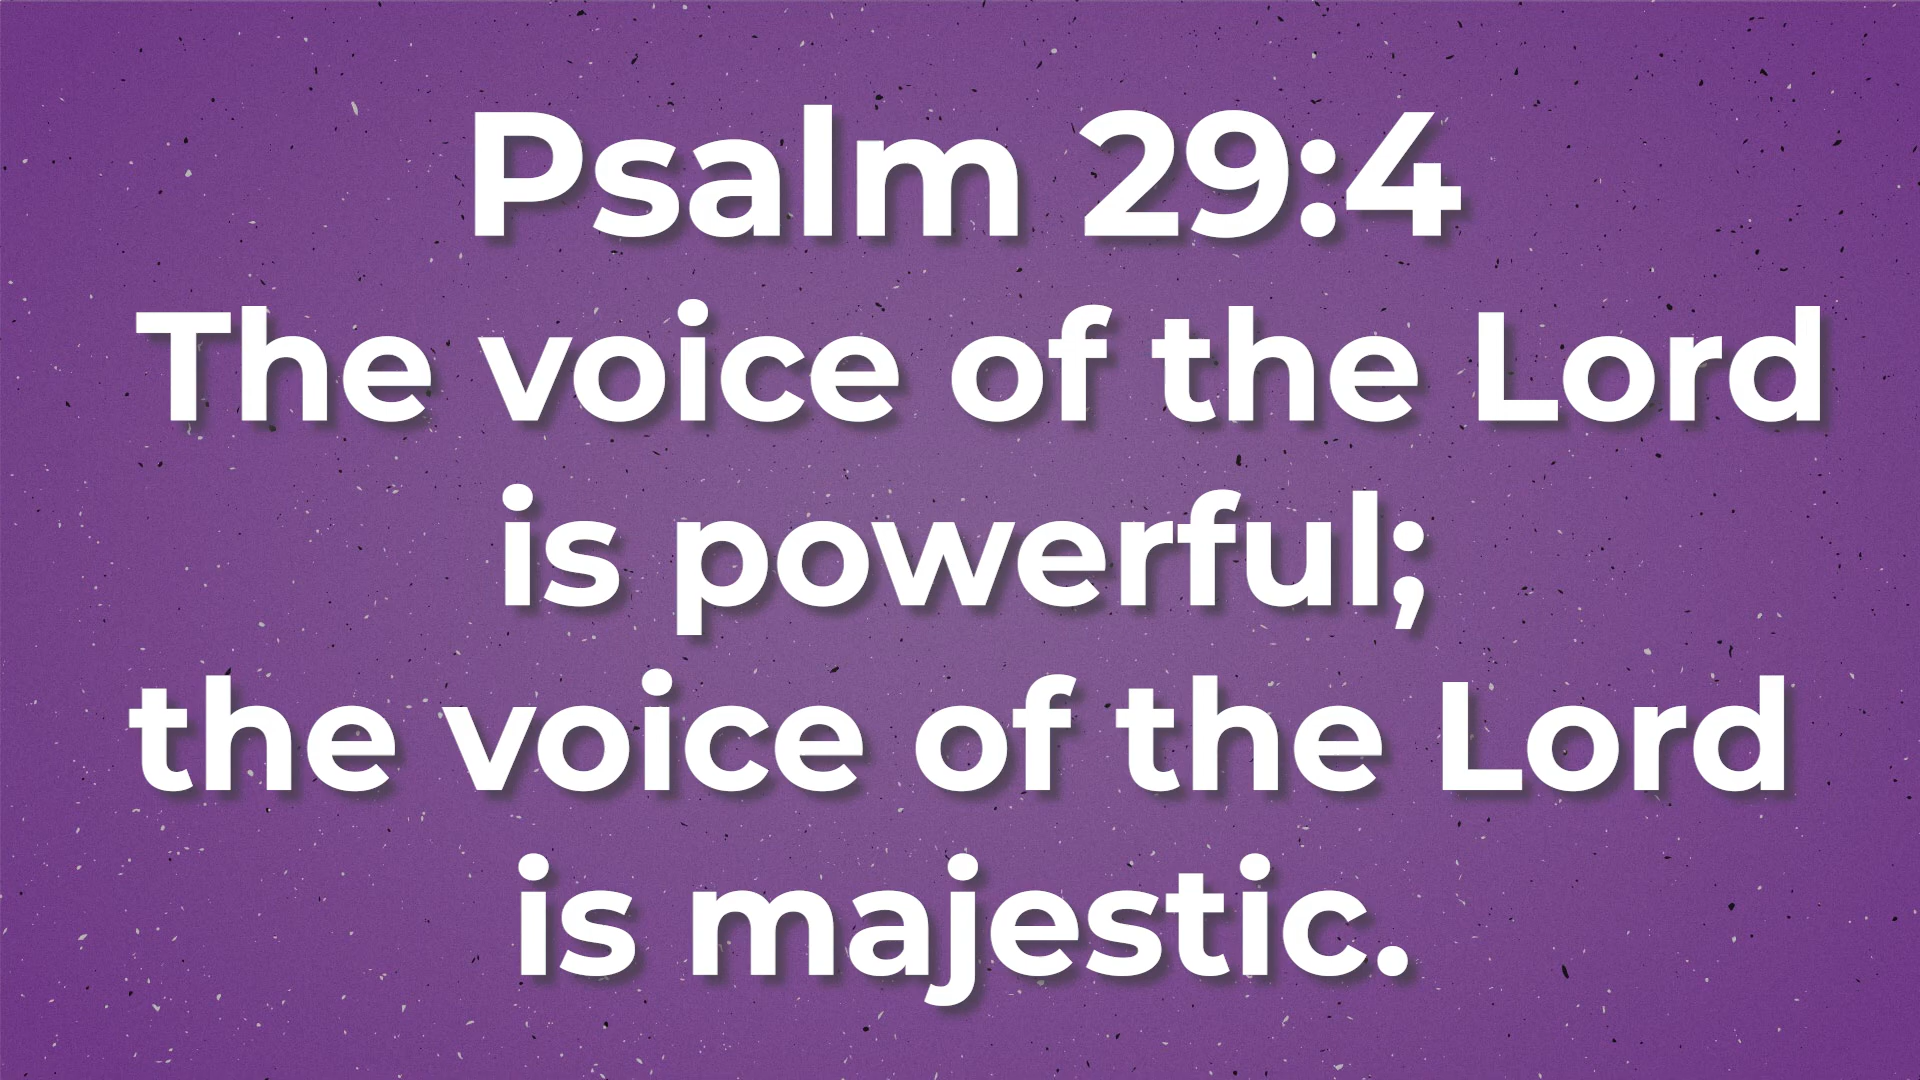 Psalm 29:4
The voice of the Lord
is powerful;
the voice of the Lord
is majestic.